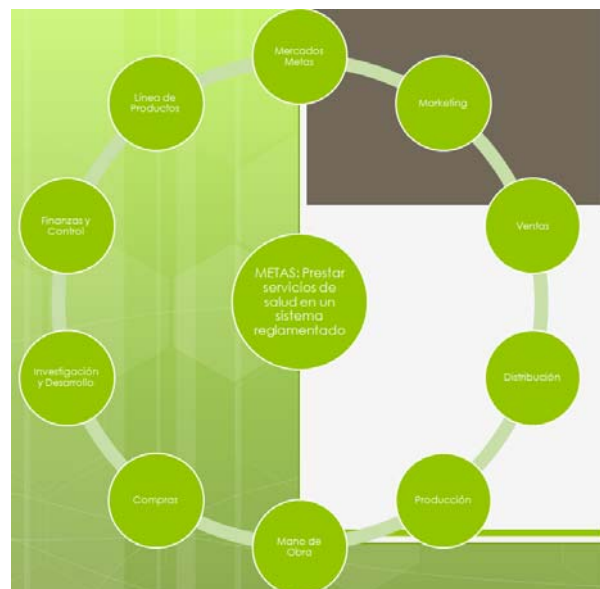 Mercados
Metas
Marketing
Ventas
Distribución
Producción
Mano de
Obra
Compras
Investigación
y Desarrollo
Finanzas y
Control
Línea de
Productos
METAS: Prestar
servicios de
salud en un
sistema
reglamentado